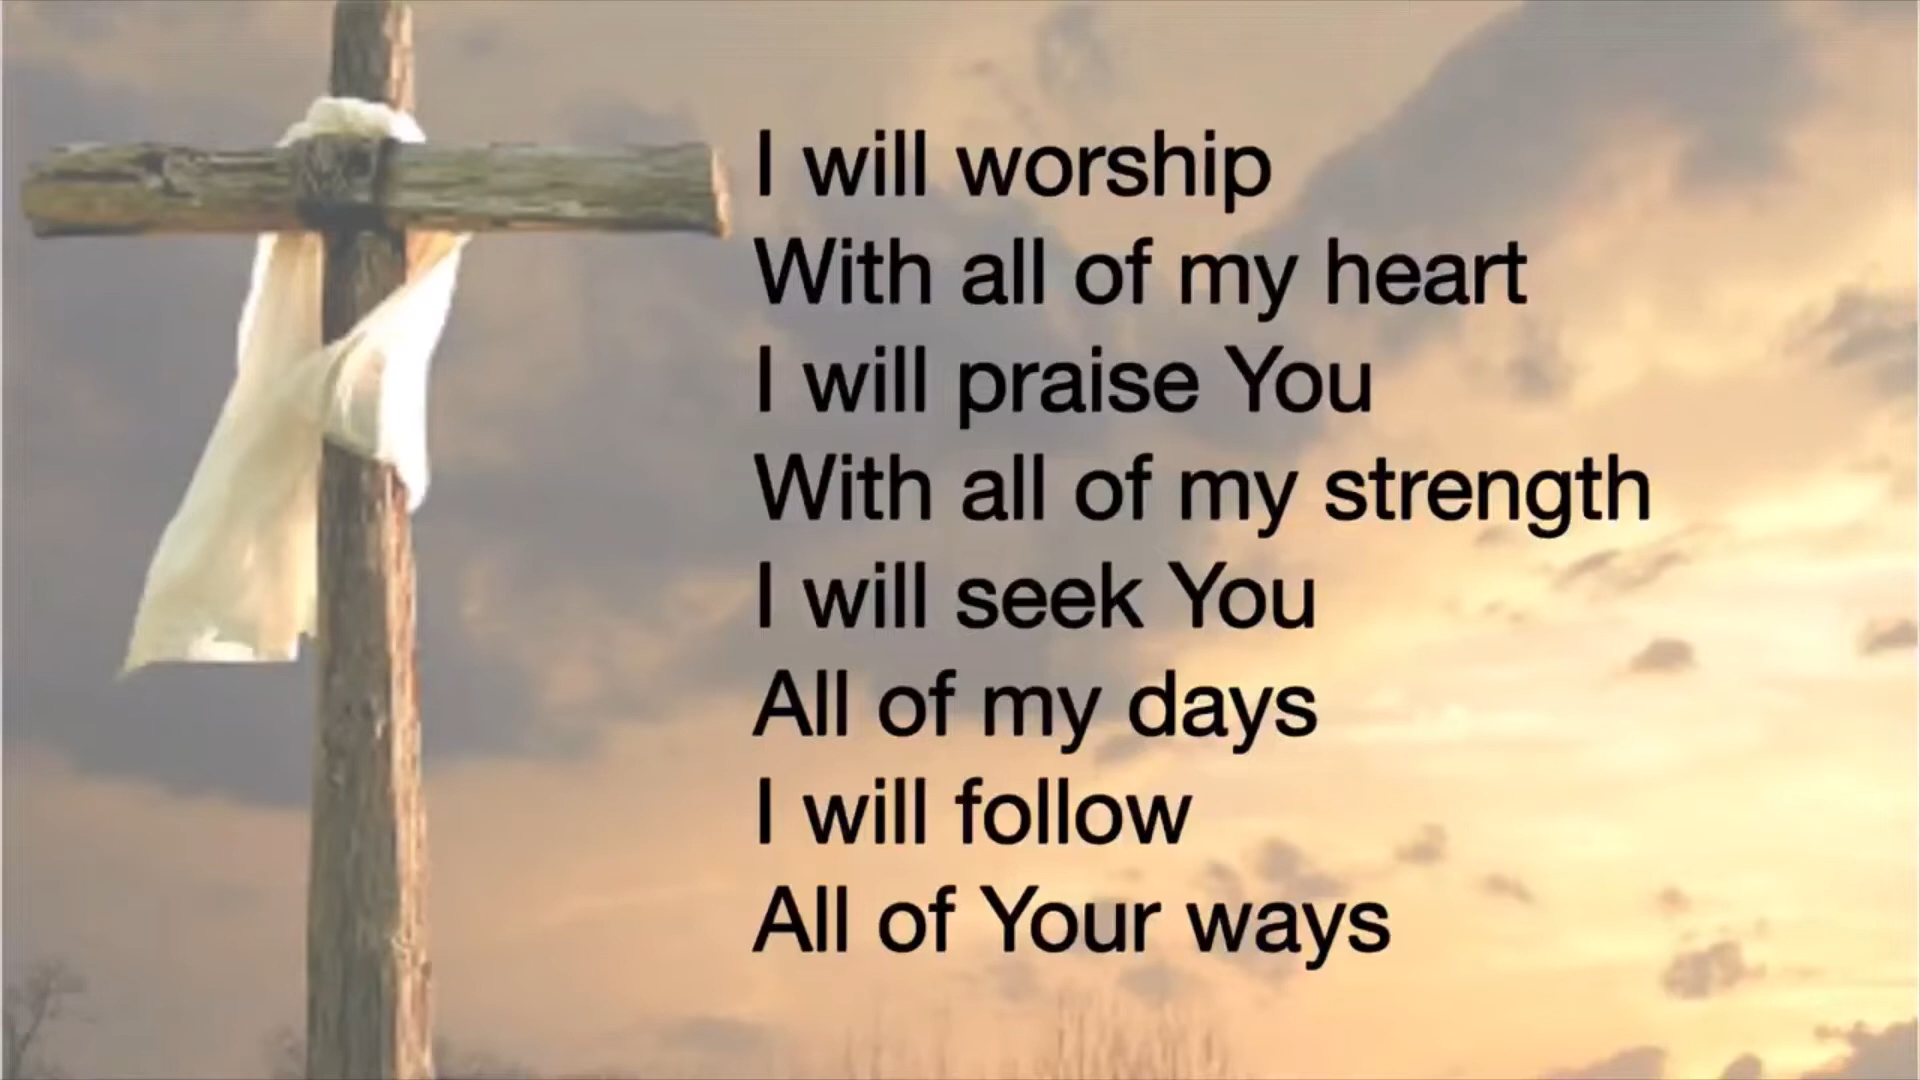 I will worship
With all of my heart
I will praise You
With all of my strength
I will seek You
All of my days
I will follow
All of Your ways